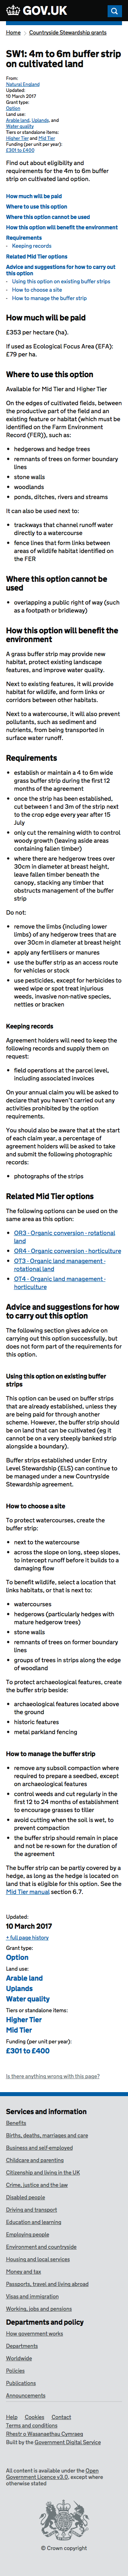 GOV.UK
Home > Countryside Stewardship grants
SW1: 4m to 6m buffer strip
on cultivated land
From:
Natural England
Updated:
10 March 2017
Grant type:
Option
Land use:
Arable land, Uplands, and
Water quality
Tiers or standalone items:
Higher Tier and Mid Tier
Funding (per unit per year):
£301 to £400
Find out about eligibility and
requirements for the 4m to 6m buffer
strip on cultivated land option.
How much will be paid
Where to use this option
Where this option cannot be used
How this option will benefit the environment
Requirements
- Keeping records
Related Mid Tier options
Advice and suggestions for how to carry out
this option
- Using this option on existing buffer strips
- How to choose a site
- How to manage the buffer strip
How much will be paid
£353 per hectare (ha).
If used as Ecological Focus Area (EFA):
£79 per ha.
Where to use this option
Available for Mid Tier and Higher Tier
On the edges of cultivated fields, between
the productive part of the field and an
existing feature or watercourse (which
must be identified on the Farm Environment
Record (FER)), such as:
• hedgerows and hedge trees
• remnants of trees on former boundary
lines
• stone walls
• woodlands
• ponds, ditches, rivers and streams
It can also be used next to:
• trackways that channel runoff water
directly to a watercourse
• fence lines that form links between
areas of wildlife habitat identified on
the FER
Where this option cannot be
used
• overlapping a public right of way (such
as a footpath or bridleway)
How this option will benefit the
environment
A grass buffer strip may provide new
habitat, protect existing landscape
features, and improve water quality.
Next to existing features, it will provide
habitat for wildlife, and form links or
corridors between other habitats.
Next to watercourses, it will also prevent
pollutants, such as sediment and
nutrients, from being transported in
surface water runoff.
Requirements
• establish or maintain a 4 to 6m wide
grass buffer strip during the first 12
months of the agreement
• once the strip has been established,
cut between 1 and 3m of the strip next
to the crop edge every year after 15
July
• only cut the remaining width to control
woody growth (leaving aside areas
containing fallen timber)
• where there are hedgerow trees over
30cm in diameter at breast height,
leave fallen timber beneath the
canopy, stacking any timber that
obstructs management of the buffer
strip
Do not:
• remove the limbs (including lower
limbs) of any hedgerow trees that are
over 30cm in diameter at breast height
• apply any fertilisers or manures
• use the buffer strip as an access route
for vehicles or stock
• use pesticides, except for herbicides to
weed wipe or spot treat injurious
weeds, invasive non-native species,
nettles or bracken
Keeping records
Agreement holders will need to keep the
following records and supply them on
request:
• field operations at the parcel level,
including associated invoices
On your annual claim you will be asked to
declare that you haven't carried out any
activities prohibited by the option
requirements.
You should also be aware that at the start
of each claim year, a percentage of
agreement holders will be asked to take
and submit the following photographic
records:
• photographs of the strips
Related Mid Tier options
The following options can be used on the
same area as this option:
• OR3 - Organic conversion - rotational
land
• OR4 - Organic conversion - horticulture
• OT3 - Organic land management -
rotational land
• OT4 - Organic land management -
horticulture
Advice and suggestions for how
to carry out this option
The following section gives advice on
carrying out this option successfully, but
these do not form part of the requirements
for this option.
Using this option on existing buffer
strips
This option can be used on buffer strips
that are already established, unless
existing strips are part of another
agreement. However, existing buffer strips
should only be used if they are, or can
become, botanically diverse (eg it will not
be suitable for a tussocky seeded banky strip
alongside a boundary).
Buffer strips established under Entry
Level Stewardship (ELS) can continue to
be managed under a new Countryside
Stewardship agreement.
How to choose a site
To protect watercourses, create the
buffer strip:
• next to the watercourse
• across the slope on long, steep slopes,
to intercept runoff before it builds to a
damaging flow
To benefit wildlife, select a location that
will link habitats, or that is next to:
• watercourses
• hedgerows (particularly hedges with
mature hedgerow trees)
• stone walls
• remnants of trees on former boundary
lines
• groups of trees in strips along the edge
of woodland
To protect archaeological features, create
the buffer strip beside:
• archaeological features located above
the ground
• historic features
• metal parkland fencing
How to manage the buffer strip
• remove any subsoil compaction where
this is required to prepare a seedbed,
except on archaeological features
• control weeds and cut regularly in the
first 12 to 24 months of establishment
to encourage grasses to tiller
• avoid cutting where the soil is wet, to
prevent compaction
• the buffer strip should remain in place
and not be re-sown for the duration of
the agreement
The buffer strip can be partly covered by a
hedge, as long as it is located on the
land that is eligible for this option. See the
Mid Tier manual section 6.7.
Updated:
10 March 2017
+ full page history
Grant type:
Option
Land use:
Arable land
Uplands
Water quality
Tiers or standalone items:
Higher Tier
Mid Tier
Funding (per unit per year):
£301 to £400
Is there anything wrong with this page?
Services and information
Benefits
Births, deaths, marriages and care
Business and self-employed
Childcare and parenting
Citizenship and living in the UK
Crime, justice and the law
Disabled people
Driving and transport
Education and learning
Employing people
Environment and countryside
Housing and local services
Money and tax
Passports, travel and living abroad
Visas and immigration
Working, jobs and pensions
Departments and policy
How government works
Departments
Worldwide
Policies
Publications
Announcements
Help Cookies Contact
Terms and conditions
Rhestr o Wasanaethau Cymraeg
Built by the Government Digital Service
All content is available under the Open
Government Licence v3.0, except where
otherwise stated
© Crown copyright